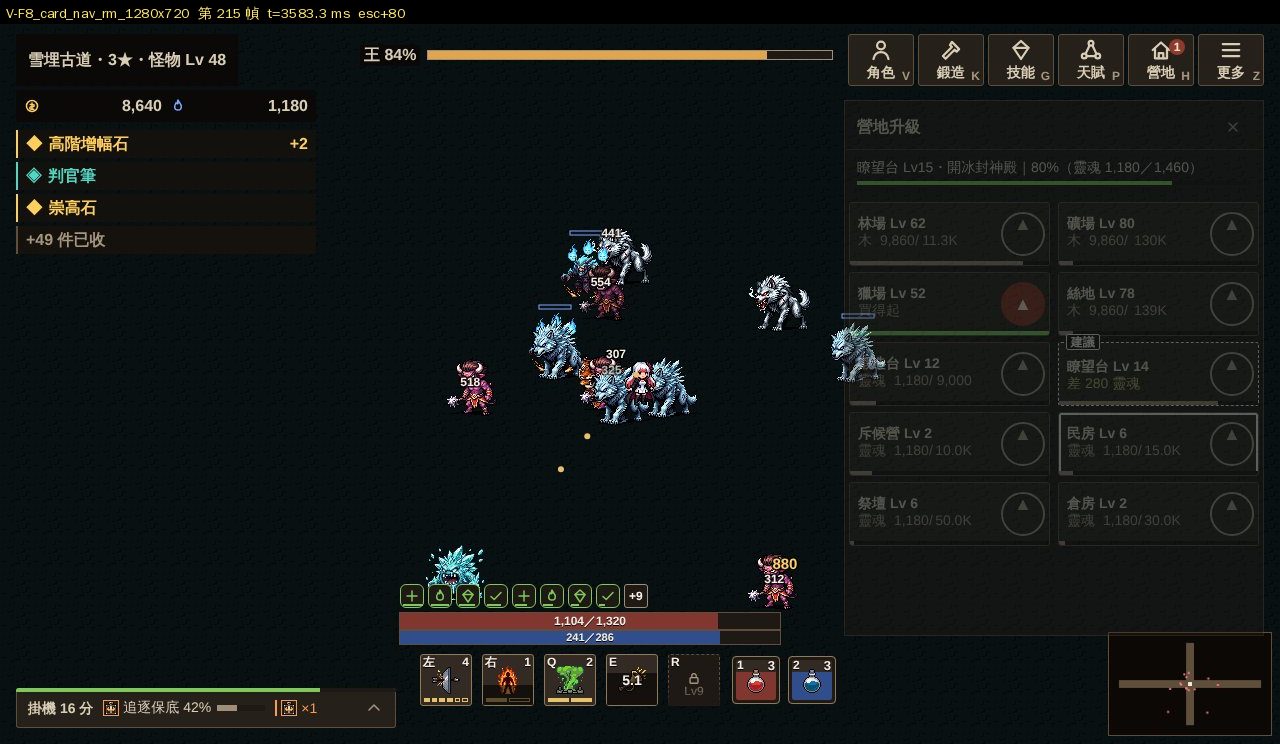 V-F8_card_nav_rm_1280x720 第 215 幀 t=3583.3 ms esc+80
雪埋古道・3★・怪物 Lv 48
王 84%
角色 V
鍛造 K
技能 G
天賦 P
營地 H 1
更多 Z
8,640 1,180
◆ 高階增幅石 +2
◈ 判官筆
◆ 崇高石
+49 件已收
營地升級 ×
瞭望台 Lv15・開冰封神殿｜80%（靈魂 1,180／1,460）
林場 Lv 62
木 9,860/ 11.3K
礦場 Lv 80
木 9,860/ 130K
獵場 Lv 52
買得起
絲地 Lv 78
木 9,860/ 139K
台 Lv 12
靈魂 1,180/ 9,000
建議
瞭望台 Lv 14
差 280 靈魂
斥候營 Lv 2
靈魂 1,180/ 10.0K
民房 Lv 6
靈魂 1,180/ 15.0K
祭壇 Lv 6
靈魂 1,180/ 50.0K
倉房 Lv 2
靈魂 1,180/ 30.0K
441
554
307
518
880
312
+9
1,104／1,320
241／286
左 4
右 1
Q 2
E 5.1
R Lv9
1 3
2 3
掛機 16 分 追逐保底 42% ×1